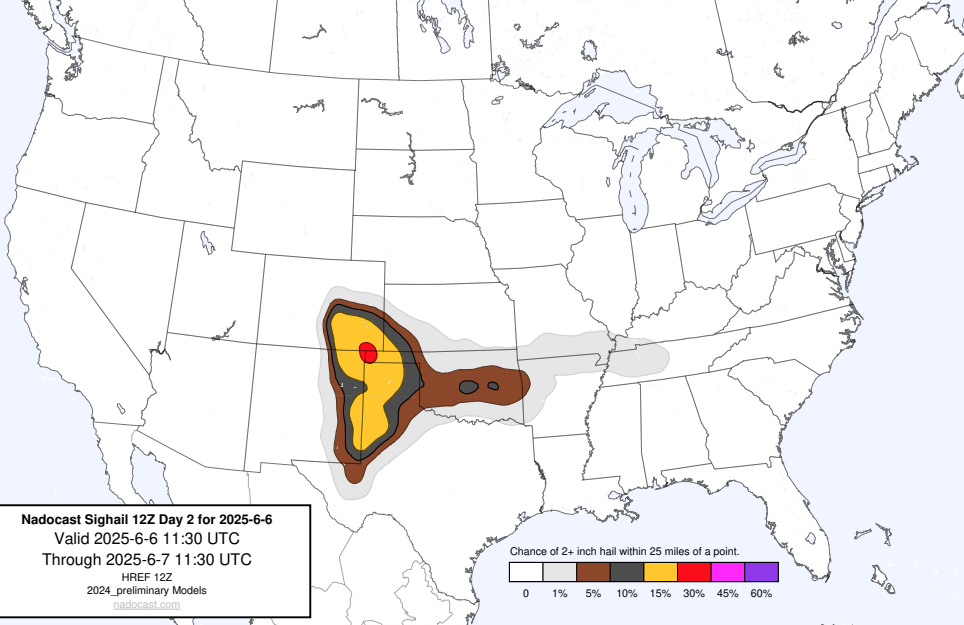 Nadocast Sighail 12Z Day 2 for 2025-6-6
Valid 2025-6-6 11:30 UTC
Through 2025-6-7 11:30 UTC
HREF 12Z
2024_preliminary Models
nadocast.com
Chance of 2+ inch hail within 25 miles of a point.
0 1% 5% 10% 15% 30% 45% 60%